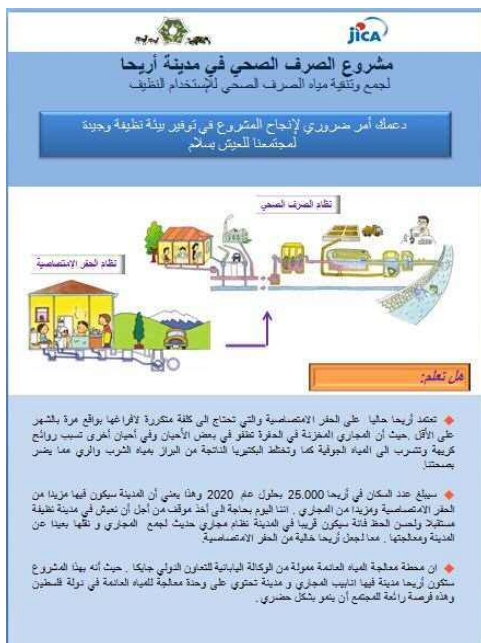 jICA
مشروع الصرف الصحي في مدينة أريحا
لجمع وتنقية مياه الصرف الصحي للإستخدام النظيف
دعمك أمر ضروري لإنجاح المشروع في توفير بيئة نظيفة وجيدة
لمجتمعنا للعيش بسلام
نظام الصرف الصحي
نظام الحفر الإمتصاصية
هل تعلم:
تعتمد أريحا حاليا على الحفر الامتصاصية والتي تحتاج الى كلفة متكررة لافراغها بواقع مرة بالشهر
على الأقل. حيث أن المجاري المخزنة في الحفرة تطفو في بعض الأحيان وفي أحيان أخرى تسبب روائح
كريهة وتتسرب الى المياه الجوفية كما وتختلط البكتيريا الناتجة من البراز بمياه الشرب والري مما يضر
بصحتنا.
سيبلغ عدد السكان في أريحا 25.000 بحلول عام 2020 وهذا يعني أن المدينة سيكون فيها مزيدا من
الحفر الامتصاصية ومزيدا من المجاري. اننا اليوم بحاجة الى أخذ موقف من أجل أن نعيش في مدينة نظيفة
مستقبلا ولحسن الحظ فانة سيكون قريبا في المدينة نظام مجاري حديث لجمع المجاري و نقلها بعيدا عن
المدينة ومعالجتها. معا لجعل أريحا خالية من الحفر الامتصاصية.
ان محطة معالجة المياه العادمة ممولة من الوكالة اليابانية للتعاون الدولي جايكا. حيث أنه بهذا المشروع
ستكون أريحا مدينة فيها انابيب المجاري و مدينة تحتوي على وحدة معالجة للمياه العادمة في دولة فلسطين
وهذه فرصة رائعة للمجتمع أن ينمو بشكل حضري.